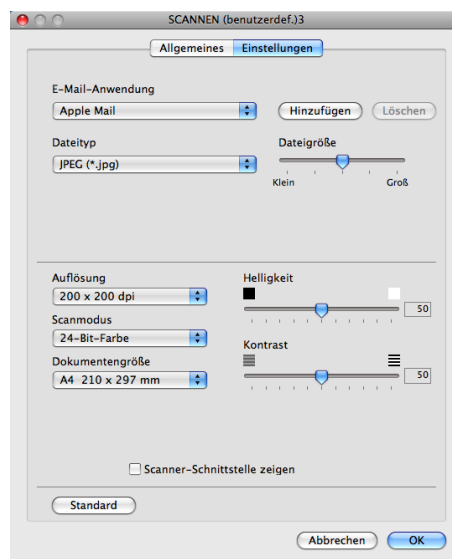 SCANNEN (benutzerdef.)3
Allgemeines Einstellungen
E-Mail-Anwendung
Apple Mail Hinzufügen Löschen
Dateityp Dateigröße
JPEG (*.jpg)
Klein Groß
Auflösung Helligkeit
200 x 200 dpi 50
Scanmodus
24-Bit-Farbe Kontrast
Dokumentengröße
A4 210 x 297 mm 50
Scanner-Schnittstelle zeigen
Standard
Abbrechen OK